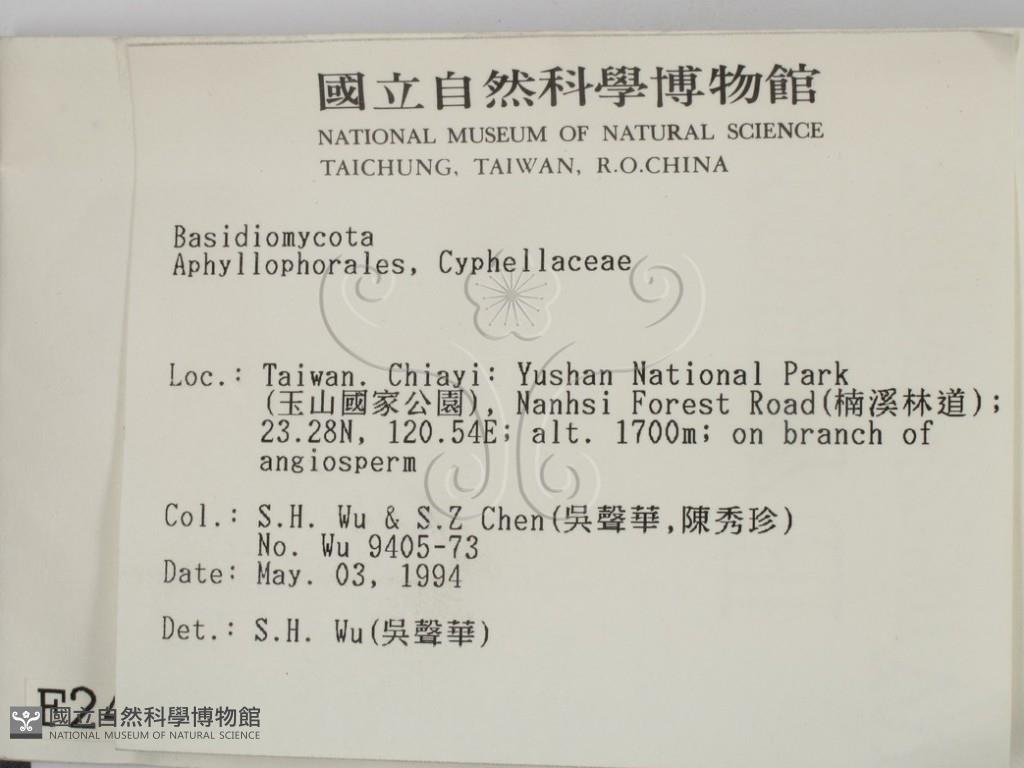 國立自然科學博物館
NATIONAL MUSEUM OF NATURAL SCIENCE
TAICHUNG, TAIWAN, R.O.CHINA
Basidiomycota
Aphyllophorales, Cyphellaceae
Loc.: Taiwan. Chiayi: Yushan National Park
(玉山國家公園), Nanhsi Forest Road(楠溪林道);
23.28N, 120.54E; alt. 1700m; on branch of
angiosperm
Col.: S.H. Wu & S.Z Chen(吳聲華,陳秀珍)
No. Wu 9405-73
Date: May. 03, 1994
Det.: S.H. Wu(吳聲華)
國立自然科學博物館
NATIONAL MUSEUM OF NATURAL SCIENCE